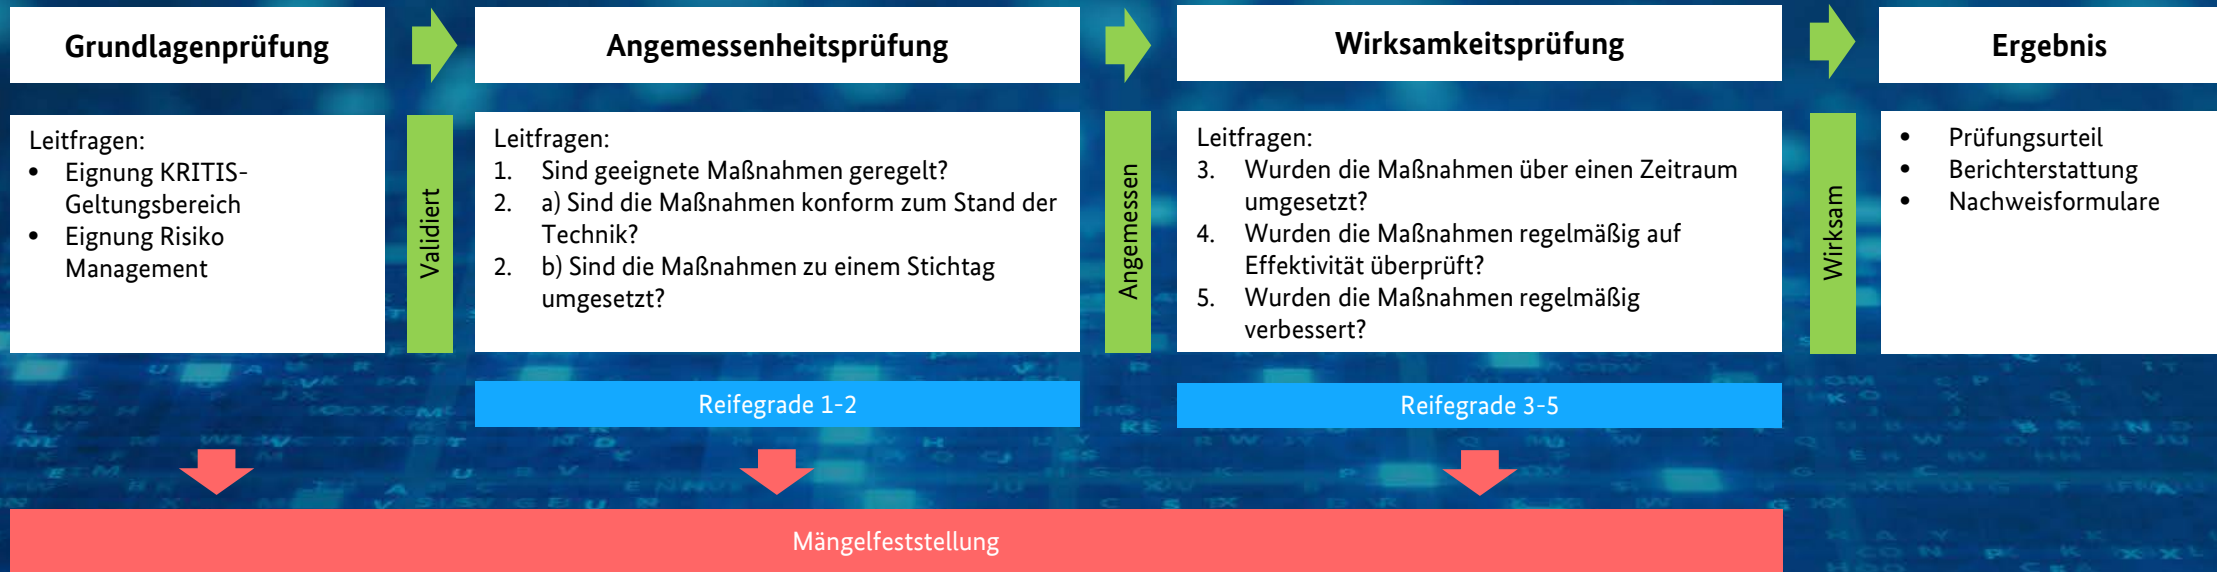 Grundlagenprüfung
Angemessenheitsprüfung
Wirksamkeitsprüfung
Ergebnis
Leitfragen:
• Eignung KRITIS-
Geltungsbereich
• Eignung Risiko
Management
Validiert
Leitfragen:
1. Sind geeignete Maßnahmen geregelt?
2. a) Sind die Maßnahmen konform zum Stand der
Technik?
2. b) Sind die Maßnahmen zu einem Stichtag
umgesetzt?
Angemessen
Leitfragen:
3. Wurden die Maßnahmen über einen Zeitraum
umgesetzt?
4. Wurden die Maßnahmen regelmäßig auf
Effektivität überprüft?
5. Wurden die Maßnahmen regelmäßig
verbessert?
Wirksam
• Prüfungsurteil
• Berichterstattung
• Nachweisformulare
Reifegrade 1-2
Reifegrade 3-5
Mängelfeststellung